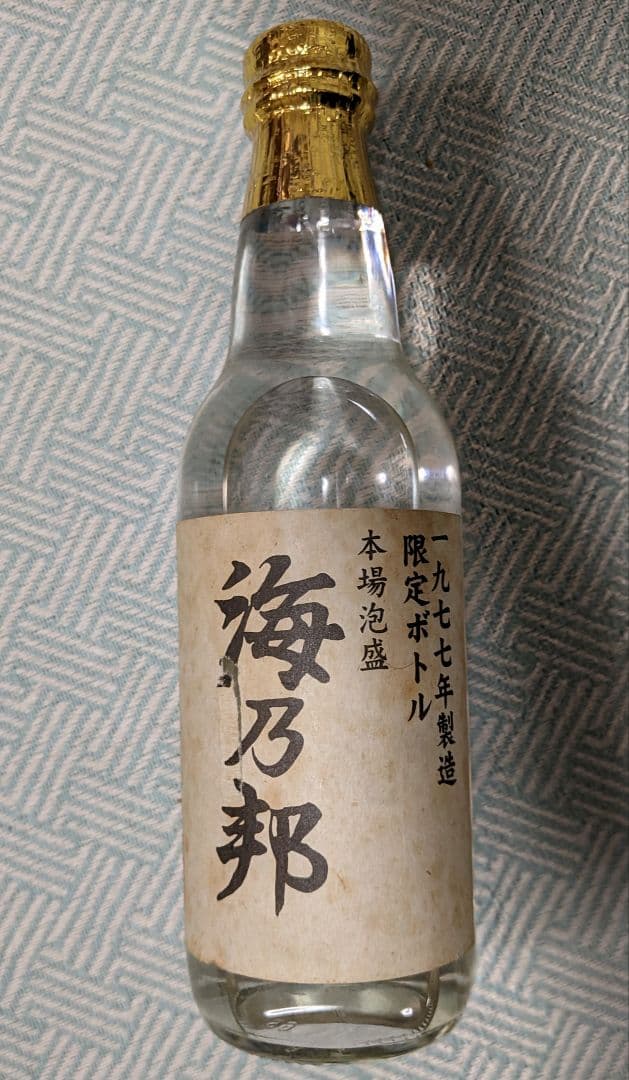 一九七七年製造
限定ボトル
本場泡盛
海乃邦